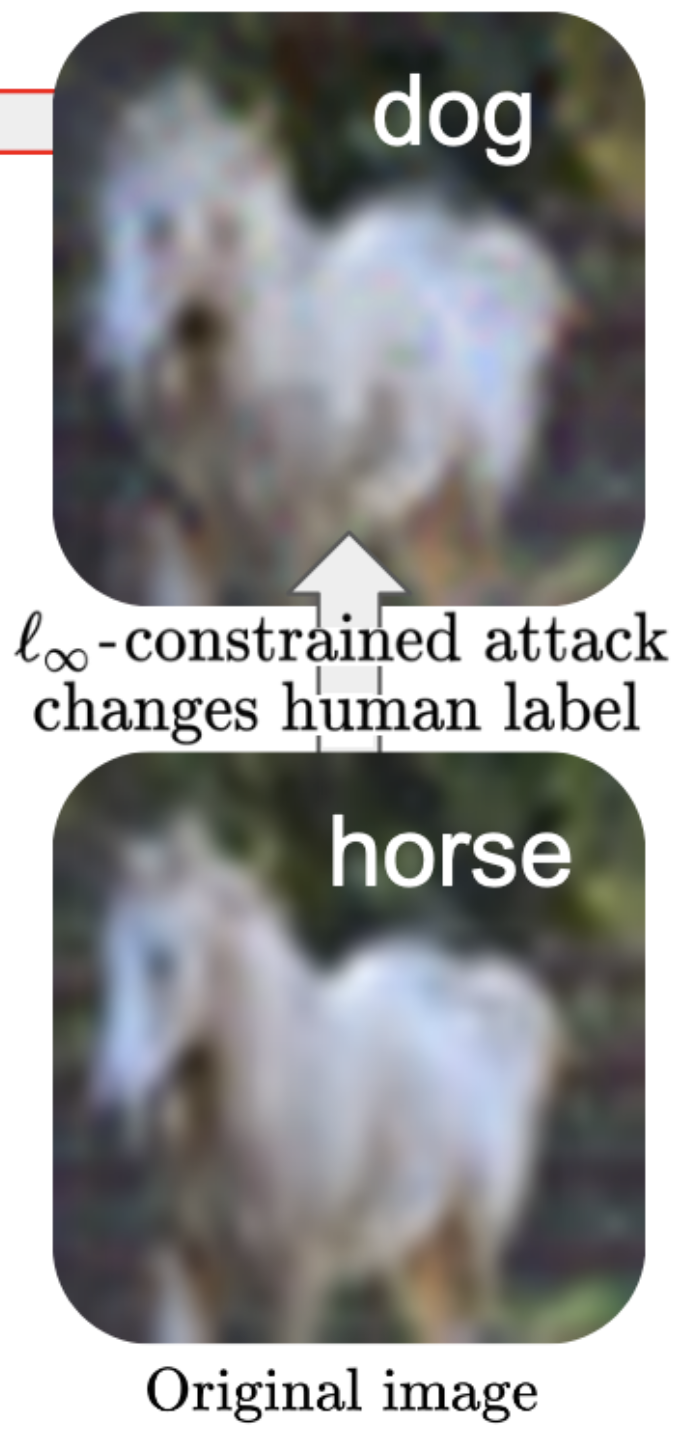 dog
ℓ∞-constrained attack
changes human label
horse
Original image